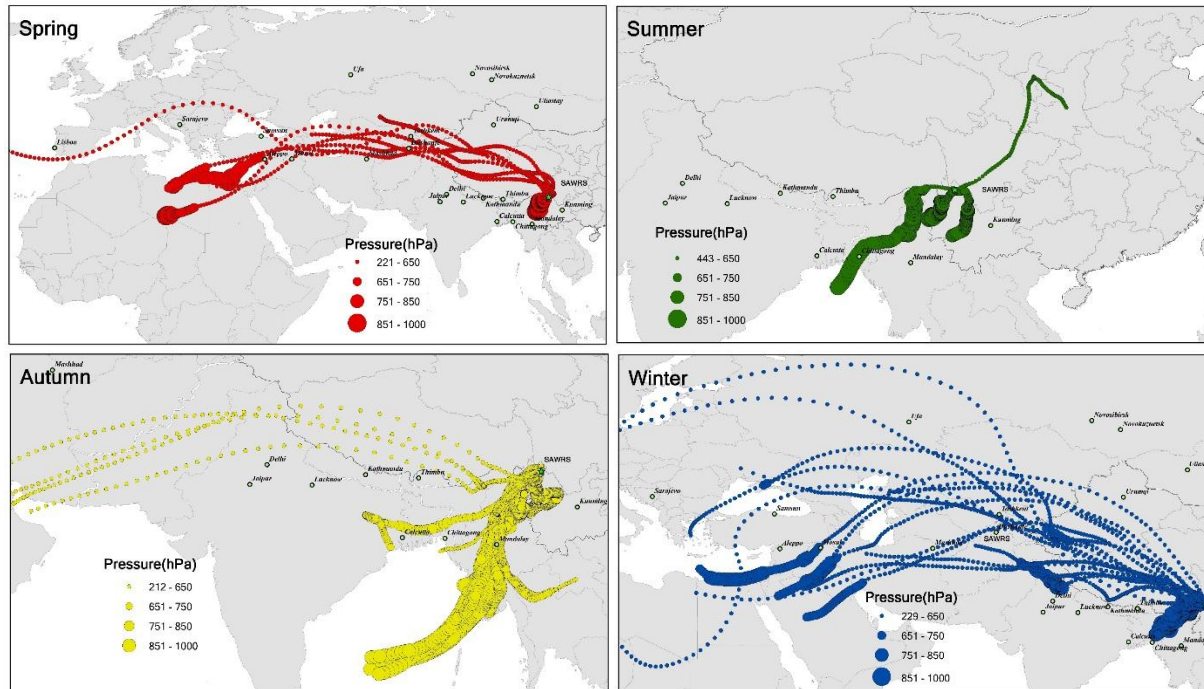 Spring
Ufa
Novosibirsk
Novokuznetsk
Uliastay
Urumqi
Sarajevo
Lisboa
Samsun
Aleppo
Tashkent
SAWRS
Delhi
Jaipur
Lucknow
Thimbu
Kathmandu
Kunming
Calcutta
Mandalay
Chittagong
Pressure(hPa)
221 - 650
651 - 750
751 - 850
851 - 1000
Summer
Delhi
Jaipur
Lucknow
Kathmandu
Thimbu
SAWRS
Kunming
Calcutta
Chittagong
Mandalay
Pressure(hPa)
443 - 650
651 - 750
751 - 850
851 - 1000
Autumn
Mashhad
Delhi
Jaipur
Lucknow
Kathmandu
Thimbu
SAWRS
Kunming
Calcutta
Chittagong
Mandalay
Pressure(hPa)
212 - 650
651 - 750
751 - 850
851 - 1000
Winter
Ufa
Novosibirsk
Novokuznetsk
Urumqi
Sarajevo
Samsun
Tashkent
SAWRS
Aleppo
Delhi
Jaipur
Lucknow
Kathmandu
Calcutta
Chittagong
Pressure(hPa)
229 - 650
651 - 750
751 - 850
851 - 1000